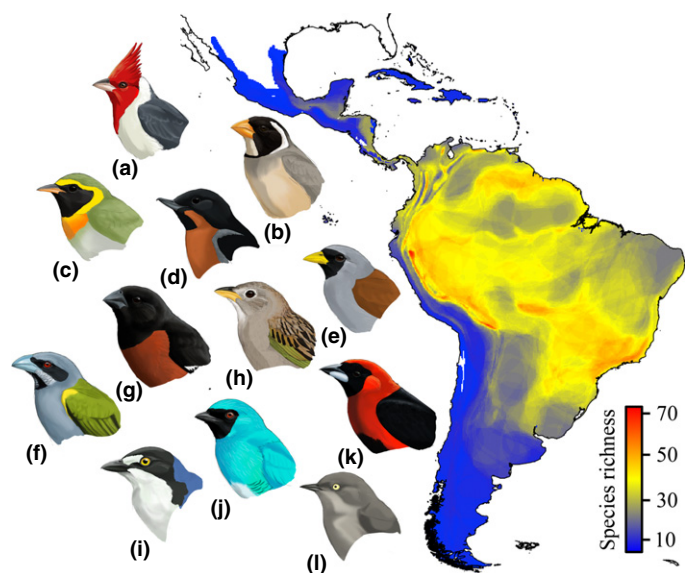 (a)
(b)
(c)
(d)
(e)
(g)
(h)
(f)
(k)
(j)
(i)
(l)
Species richness
70
50
30
10